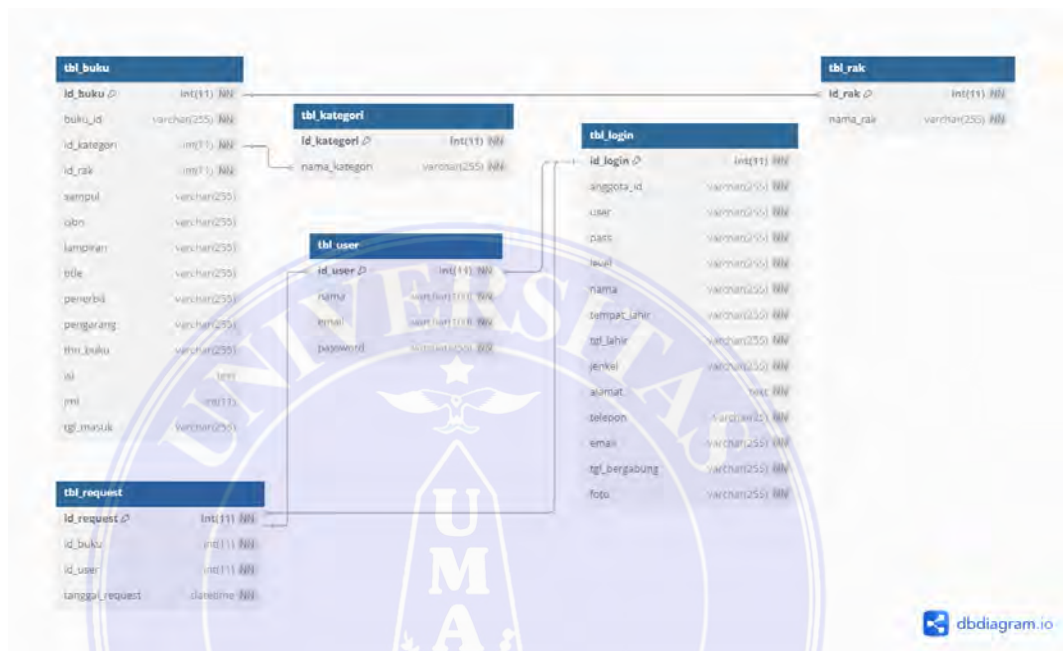 tbl_buku
id_buku int(11) NN
buku_id varchar(255) NN
id_kategori int(11) NN
id_rak int(11) NN
sampul varchar(255)
isbn varchar(255)
lampiran varchar(255)
title varchar(255)
penerbit varchar(255)
pengarang varchar(255)
thn_buku varchar(255)
isi text
jml int(11)
tgl_masuk varchar(255)
tbl_kategori
id_kategori int(11) NN
nama_kategori varchar(255) NN
tbl_rak
id_rak int(11) NN
nama_rak varchar(255) NN
tbl_user
id_user int(11) NN
nama varchar(100) NN
email varchar(100) NN
password NN
tbl_login
id_login int(11) NN
anggota_id varchar(255) NN
user varchar(255) NN
pass varchar(255) NN
level varchar(255) NN
nama varchar(255) NN
tempat_lahir varchar(255) NN
tgl_lahir varchar(255) NN
jenkel varchar(255) NN
alamat text NN
telepon varchar(25) NN
email varchar(255) NN
tgl_bergabung varchar(255) NN
foto varchar(255) NN
tbl_request
id_request int(11) NN
id_buku int(11) NN
id_user int(11) NN
tanggal_request datetime NN
UNIVERSITAS
U
M
A
dbdiagram.io